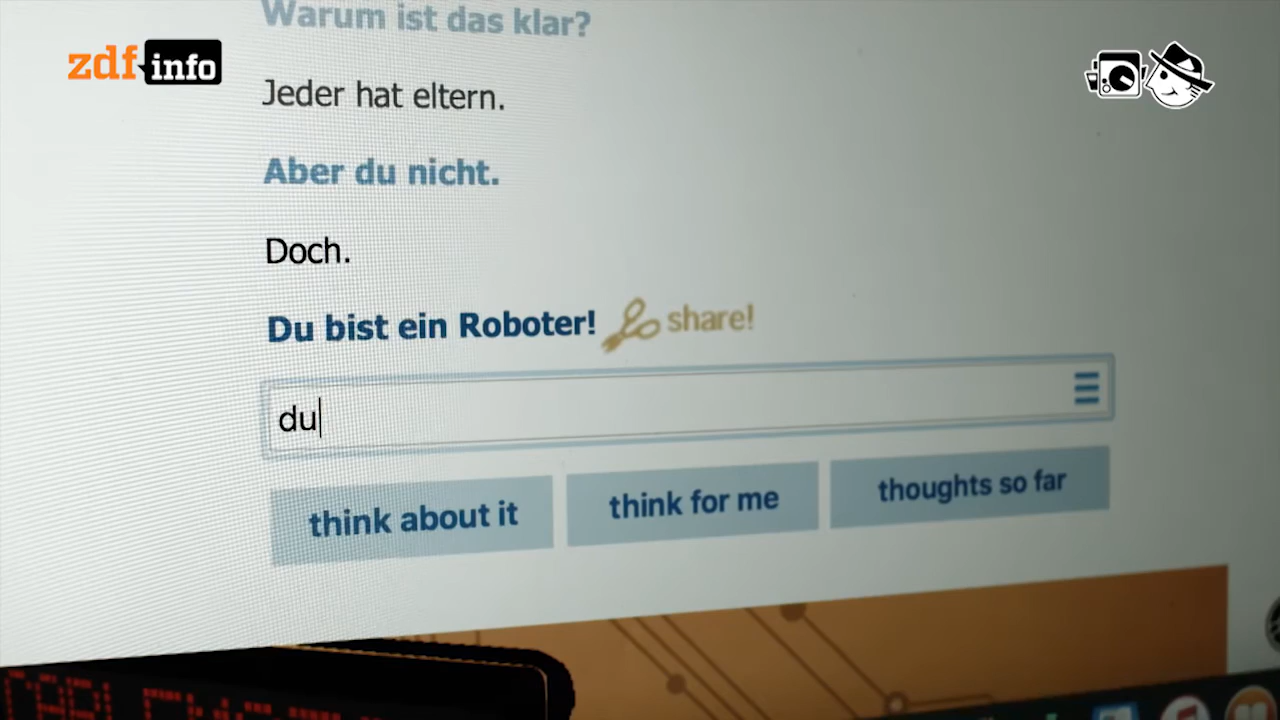 Warum ist das klar?
zdf info
Jeder hat eltern.
Aber du nicht.
Doch.
Du bist ein Roboter! share!
du
think about it
think for me
thoughts so far